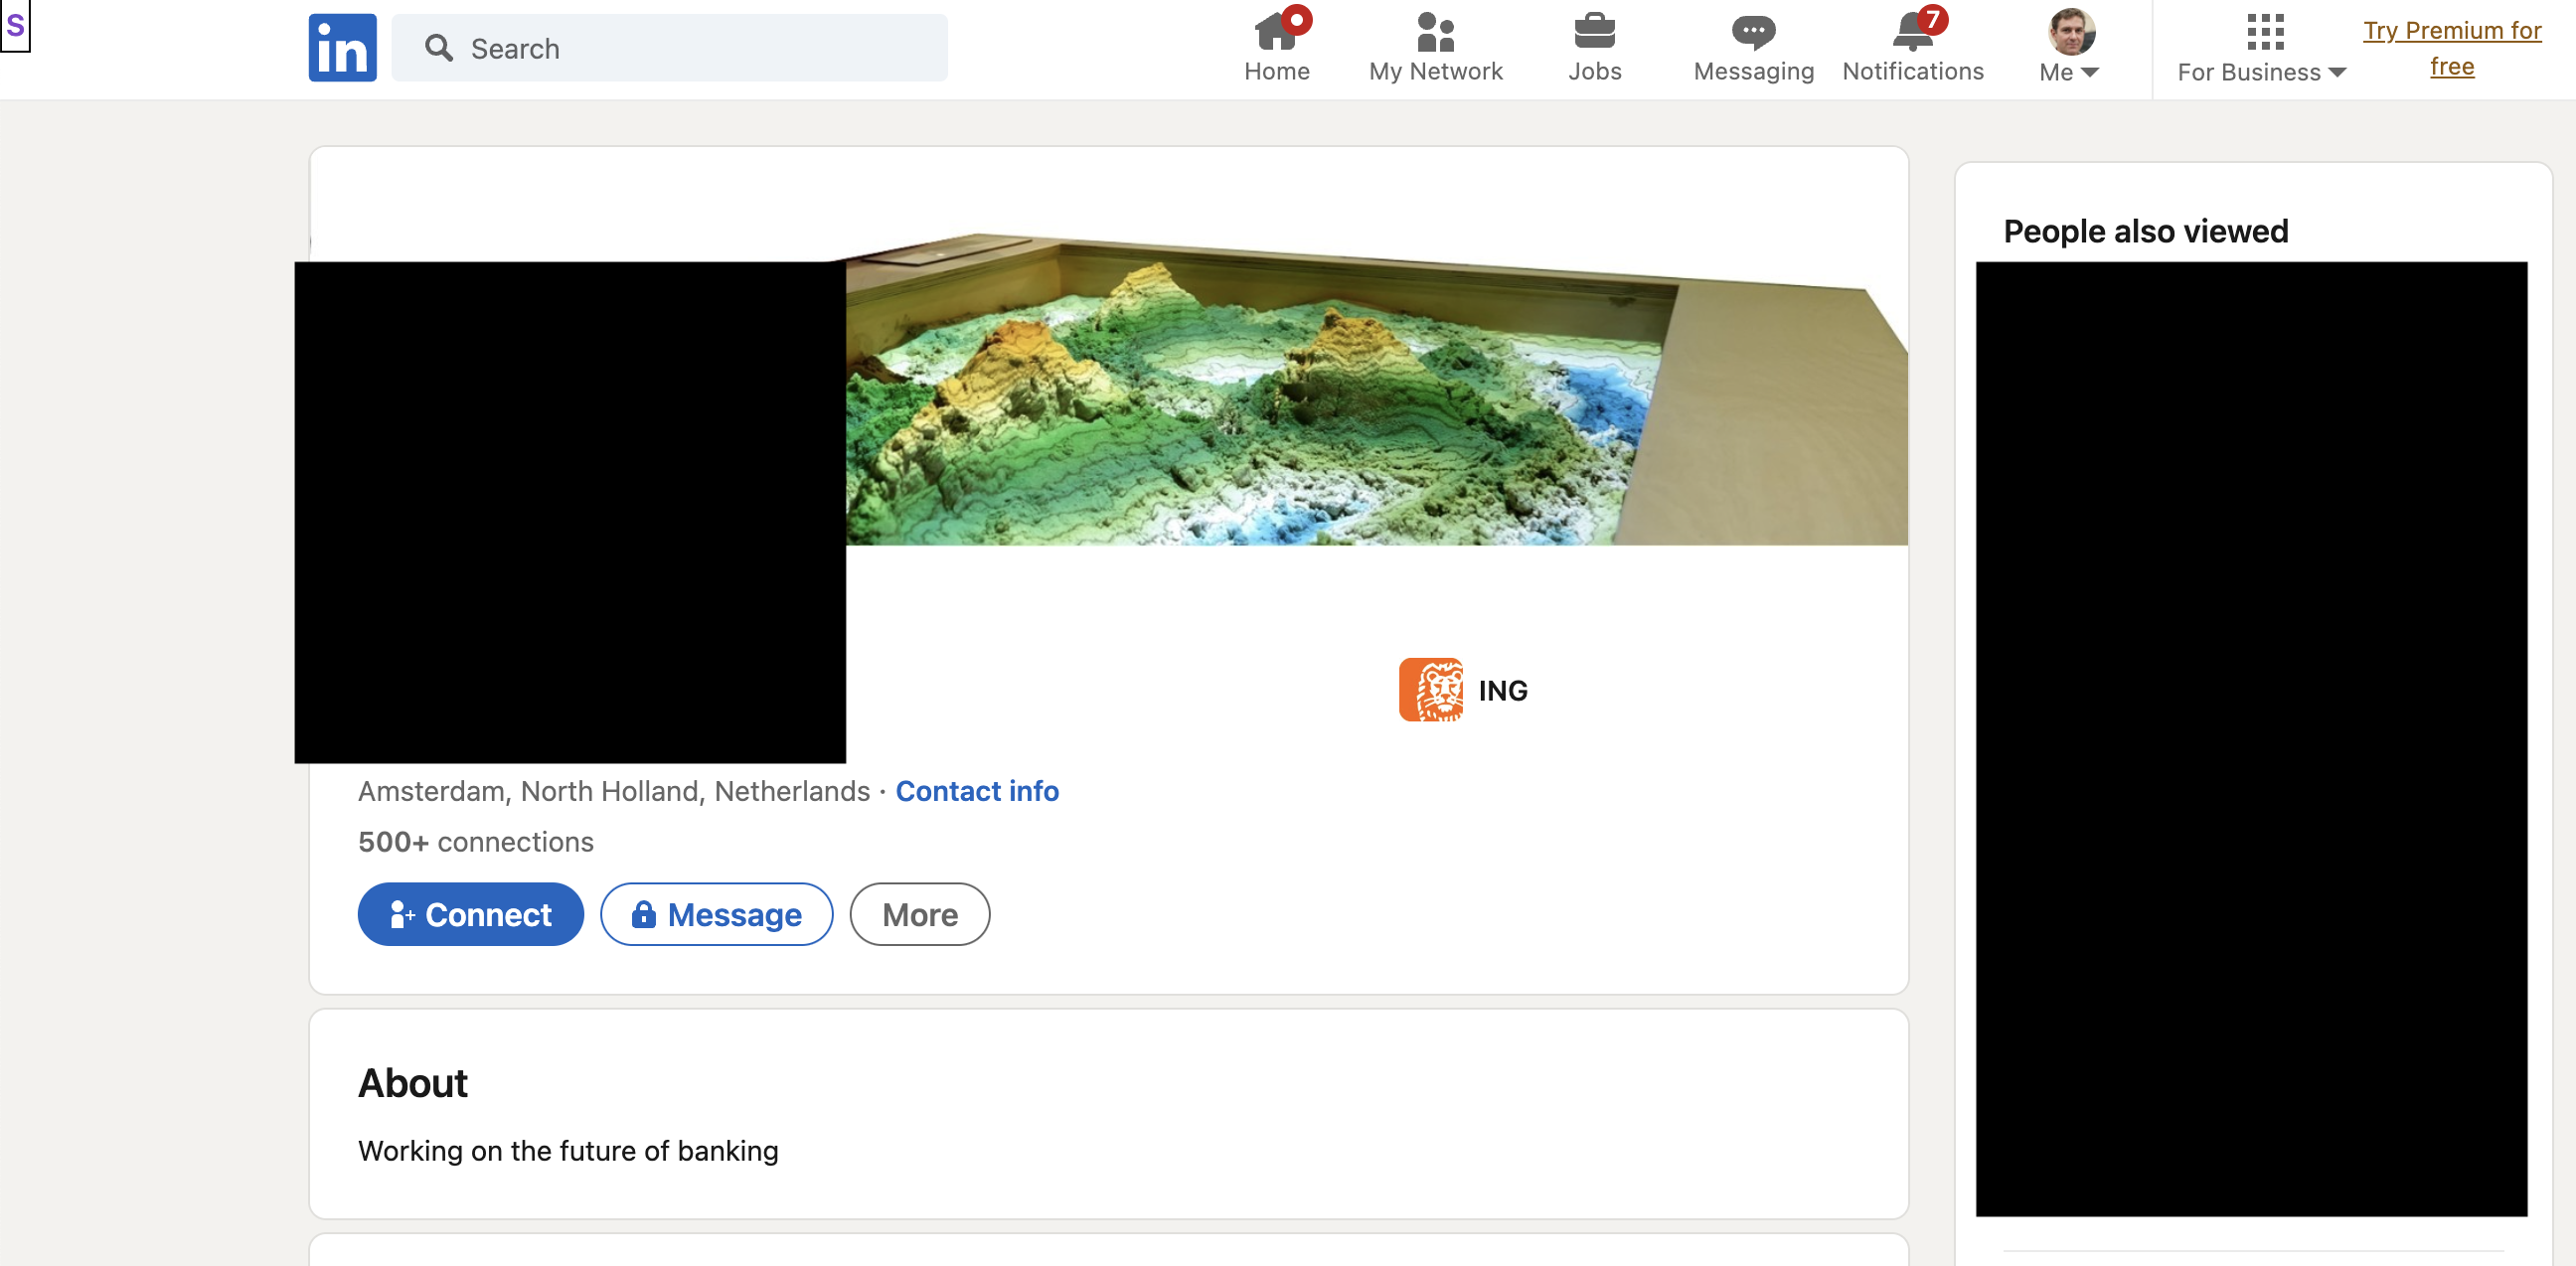 S
in
Search
Home
My Network
Jobs
Messaging
7
Notifications
Me
For Business
Try Premium for
free
ING
Amsterdam, North Holland, Netherlands · Contact info
500+ connections
Connect
Message
More
About
Working on the future of banking
People also viewed